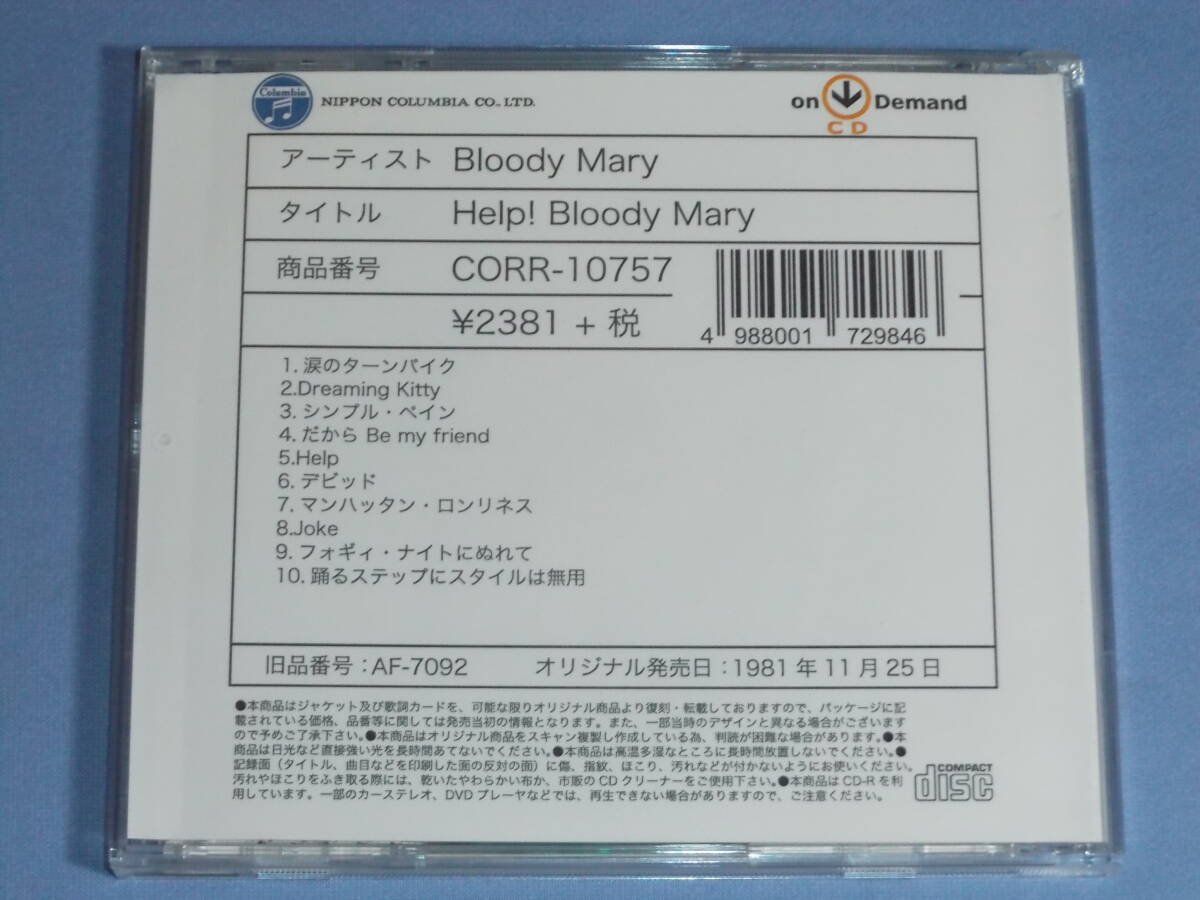 Columbia NIPPON COLUMBIA CO., LTD.
on Demand
CD
アーティスト Bloody Mary
タイトル Help! Bloody Mary
商品番号 CORR-10757
¥2381 + 税
4 988001 729846
1. 涙のターンパイク
2.Dreaming Kitty
3. シンプル・ペイン
4. だから Be my friend
5.Help
6. デビッド
7. マンハッタン・ロンリネス
8.Joke
9. フォギィ・ナイトにぬれて
10. 踊るステップにスタイルは無用
旧品番号：AF-7092 オリジナル発売日：1981 年 11 月 25 日
●本商品はジャケット及び歌詞カードを、可能な限りオリジナル商品より復刻・転載しておりますので、パッケージに記
載されている価格、品番等に関しては発売当初の情報となります。また、一部当時のデザインと異なる場合がございます
ので予めご了承下さい。●本商品はオリジナル商品をスキャン複製し作成している為、判読が困難な場合があります。●本
商品は日光など直接強い光を長時間あてないでください。●本商品は高温多湿なところに長時間放置しないでください。●
記録面（タイトル、曲目などを印刷した面の反対の面）に傷、指紋、ほこり、汚れなどが付かないようにお使いください。
汚れやほこりをふき取る際には、乾いたやわらかい布か、市販の CD クリーナーをご使用下さい。●本商品は CD-R を利
用しています。一部のカーステレオ、DVD プレーヤなどでは、再生できない場合がありますので、ご注意ください。
COMPACT
disc